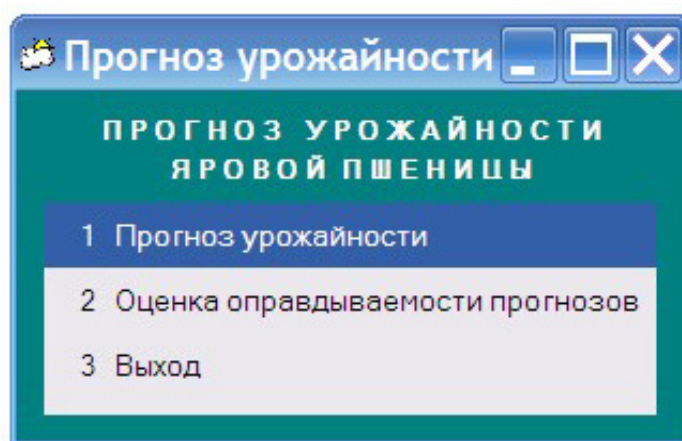 Прогноз урожайности
ПРОГНОЗ УРОЖАЙНОСТИ
ЯРОВОЙ ПШЕНИЦЫ
1 Прогноз урожайности
2 Оценка оправдываемости прогнозов
3 Выход